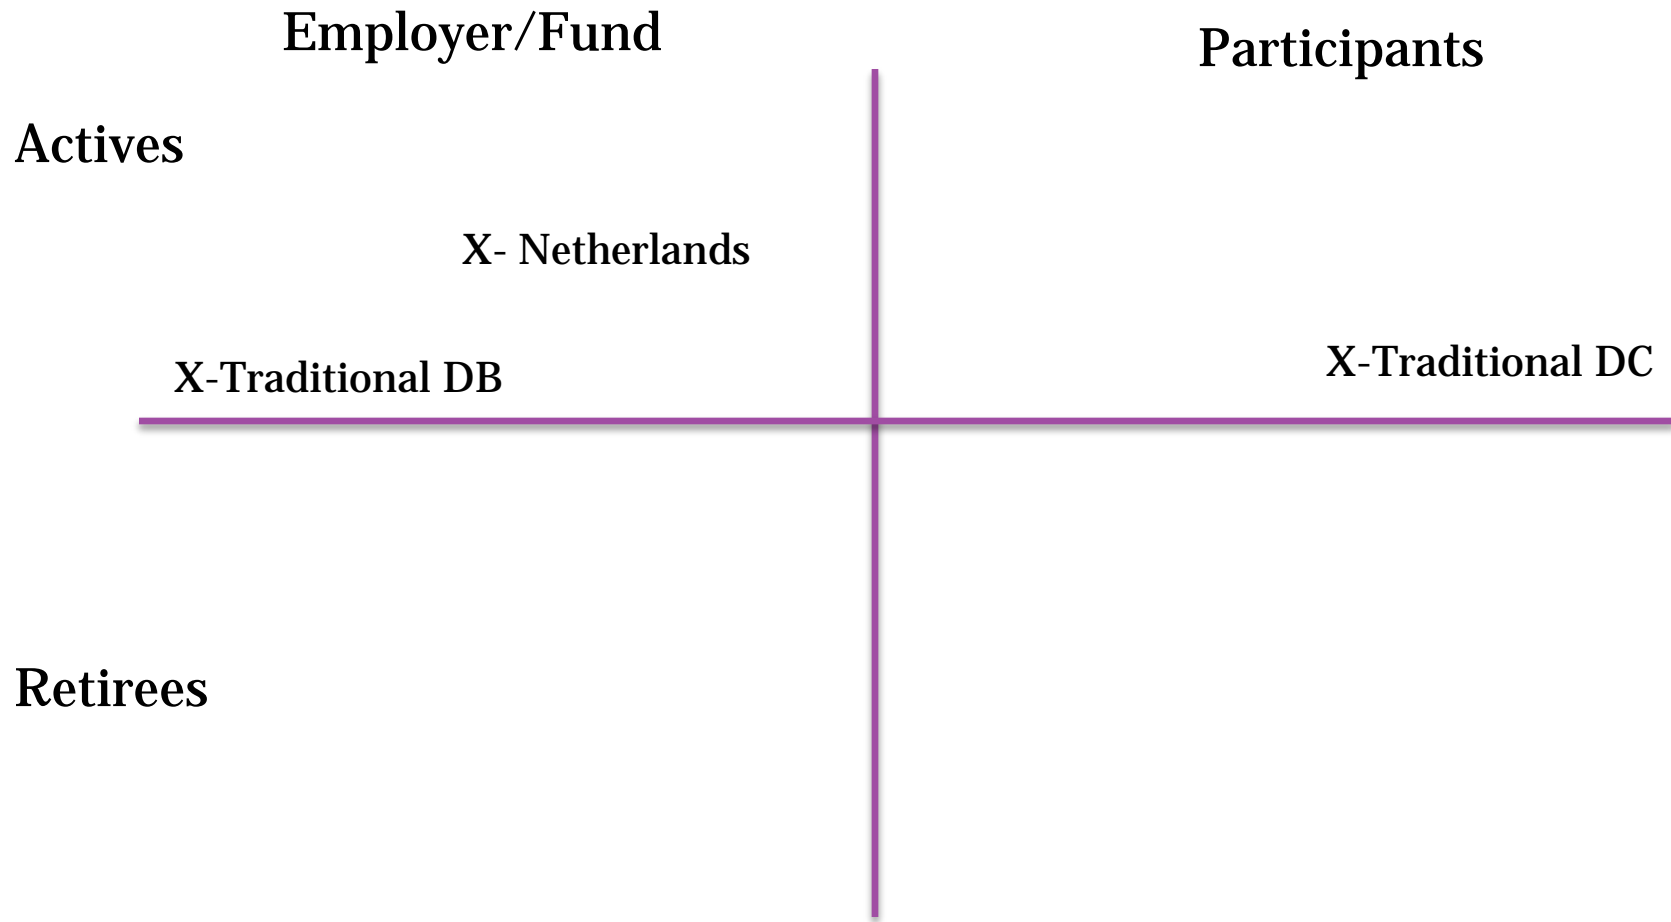 Employer/Fund
Participants
Actives
X- Netherlands
X-Traditional DB
X-Traditional DC
Retirees